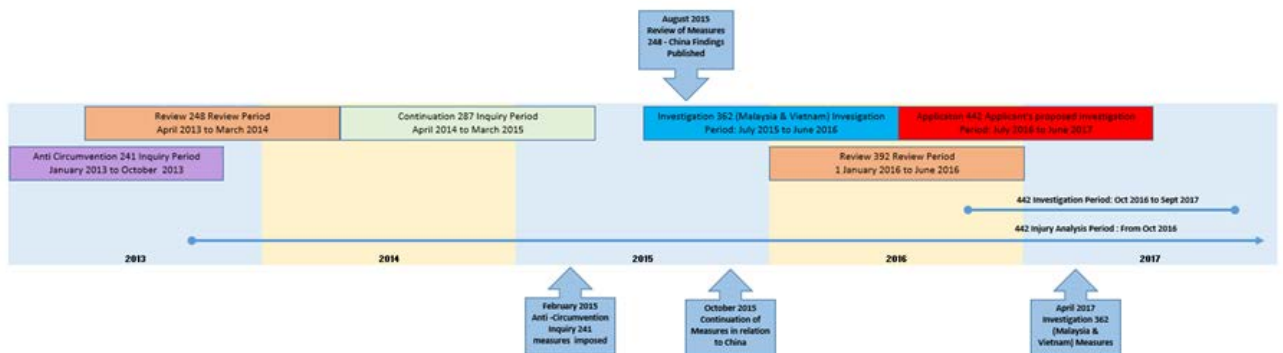 August 2015
Review of Measures
248 - China Findings
Published
Review 248 Review Period
April 2013 to March 2014
Continuation 287 Inquiry Period
April 2014 to March 2015
Investigation 362 (Malaysia & Vietnam) Invesigation
Period: July 2015 to June 2016
Application 442 Applicant's proposed Investigation
Period: July 2016 to June 2017
Anti Circumvention 241 Inquiry Period
January 2013 to October 2013
Review 392 Review Period
1 January 2016 to June 2016
442 Investigation Period: Oct 2016 to Sept 2017
442 Injury Analysis Period : From Oct 2016
2013
2014
2015
2016
2017
February 2015
Anti -Circumvention
Inquiry 241
measures imposed
October 2015
Continuation of
Measures in relation
to China
April 2017
Investigation 362
(Malaysia &
Vietnam) Measures